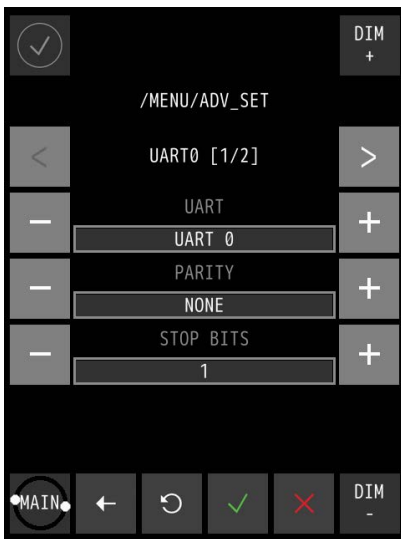 DIM
+
/MENU/ADV_SET
< UART0 [1/2] >
UART
− UART 0 +
PARITY
− NONE +
STOP BITS
− 1 +
MAIN
DIM
-